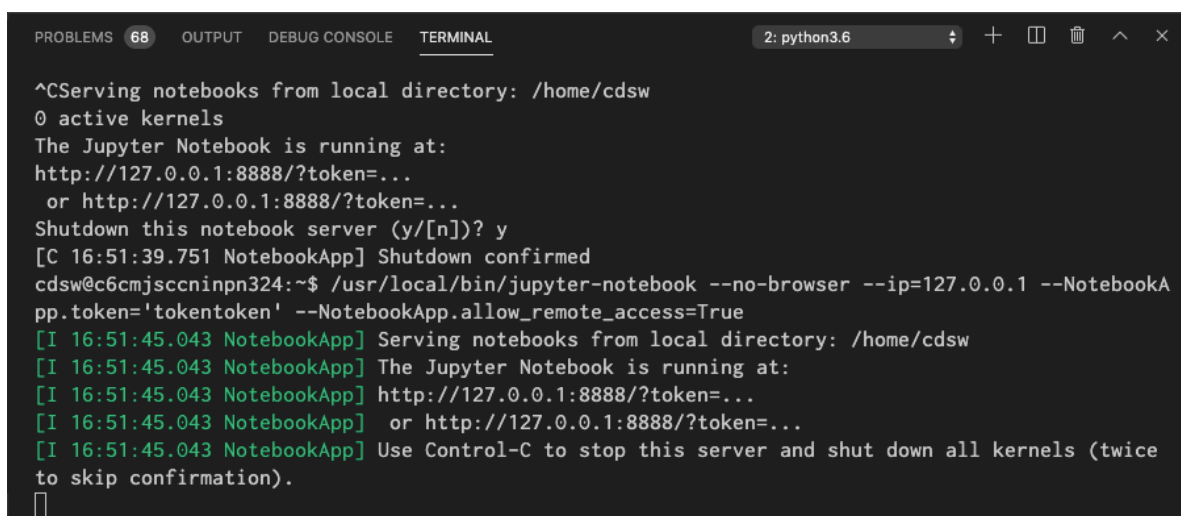 PROBLEMS 68 OUTPUT DEBUG CONSOLE TERMINAL 2: python3.6
^CServing notebooks from local directory: /home/cdsw
0 active kernels
The Jupyter Notebook is running at:
http://127.0.0.1:8888/?token=...
 or http://127.0.0.1:8888/?token=...
Shutdown this notebook server (y/[n])? y
[C 16:51:39.751 NotebookApp] Shutdown confirmed
cdsw@c6cmjsccninpn324:~$ /usr/local/bin/jupyter-notebook --no-browser --ip=127.0.0.1 --NotebookA
pp.token='tokentoken' --NotebookApp.allow_remote_access=True
[I 16:51:45.043 NotebookApp] Serving notebooks from local directory: /home/cdsw
[I 16:51:45.043 NotebookApp] The Jupyter Notebook is running at:
[I 16:51:45.043 NotebookApp] http://127.0.0.1:8888/?token=...
[I 16:51:45.043 NotebookApp]  or http://127.0.0.1:8888/?token=...
[I 16:51:45.043 NotebookApp] Use Control-C to stop this server and shut down all kernels (twice
to skip confirmation).